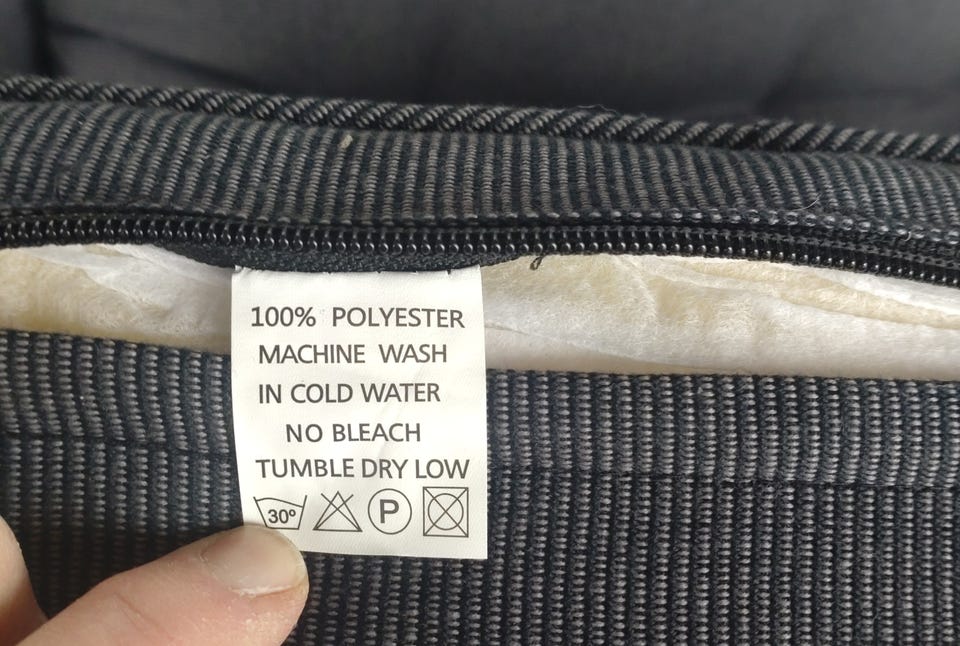 100% POLYESTER
MACHINE WASH
IN COLD WATER
NO BLEACH
TUMBLE DRY LOW
30° P